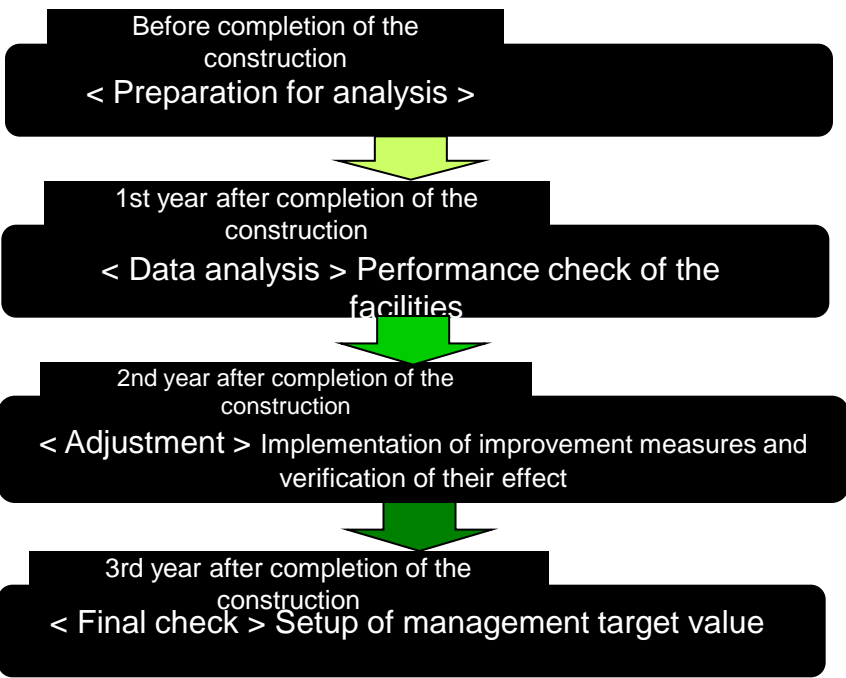 Before completion of the
construction
< Preparation for analysis >
1st year after completion of the
construction
< Data analysis > Performance check of the
facilities
2nd year after completion of the
construction
< Adjustment > Implementation of improvement measures and
verification of their effect
3rd year after completion of the
construction
< Final check > Setup of management target value